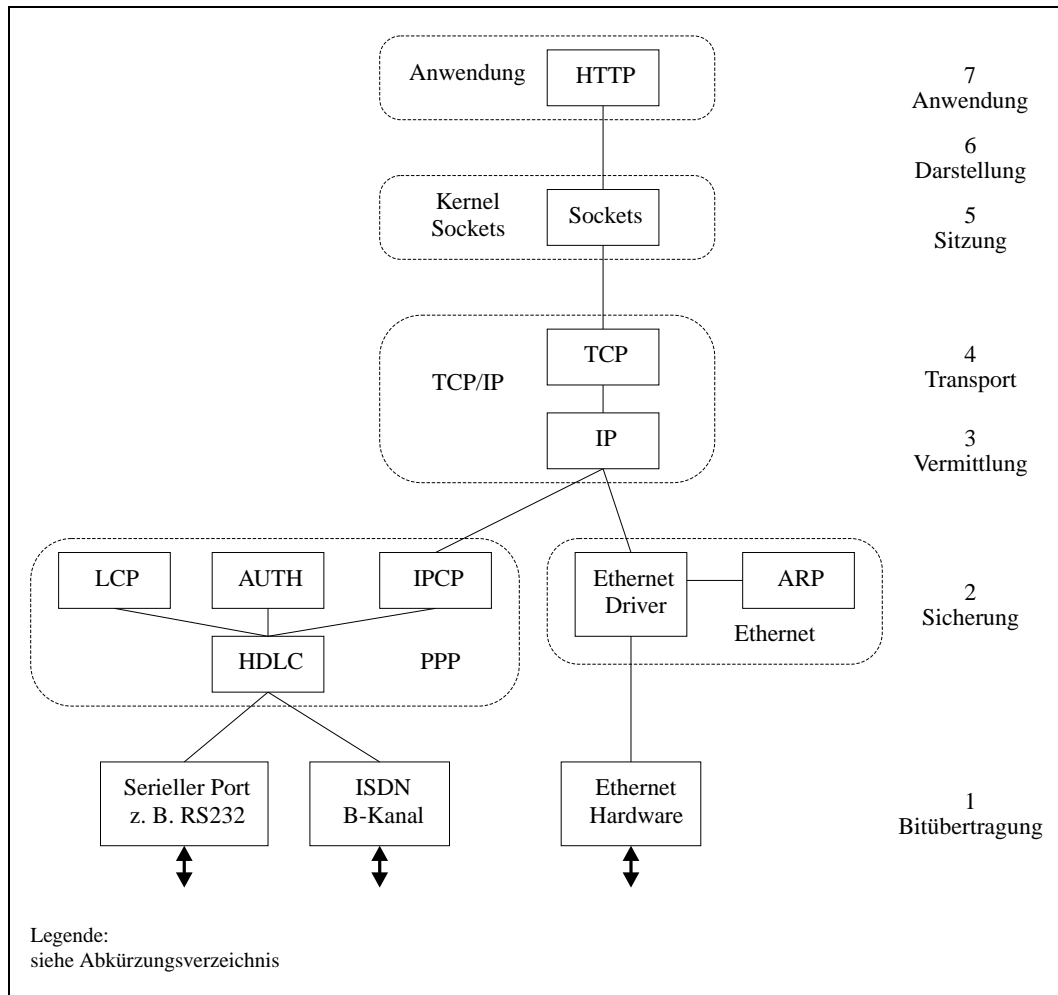 Anwendung
HTTP
7
Anwendung
6
Darstellung
Kernel
Sockets
Sockets
5
Sitzung
TCP
TCP/IP
IP
4
Transport
3
Vermittlung
LCP
AUTH
IPCP
HDLC
PPP
Ethernet
Driver
ARP
Ethernet
2
Sicherung
Serieller Port
z. B. RS232
ISDN
B-Kanal
Ethernet
Hardware
1
Bitübertragung
Legende:
siehe Abkürzungsverzeichnis